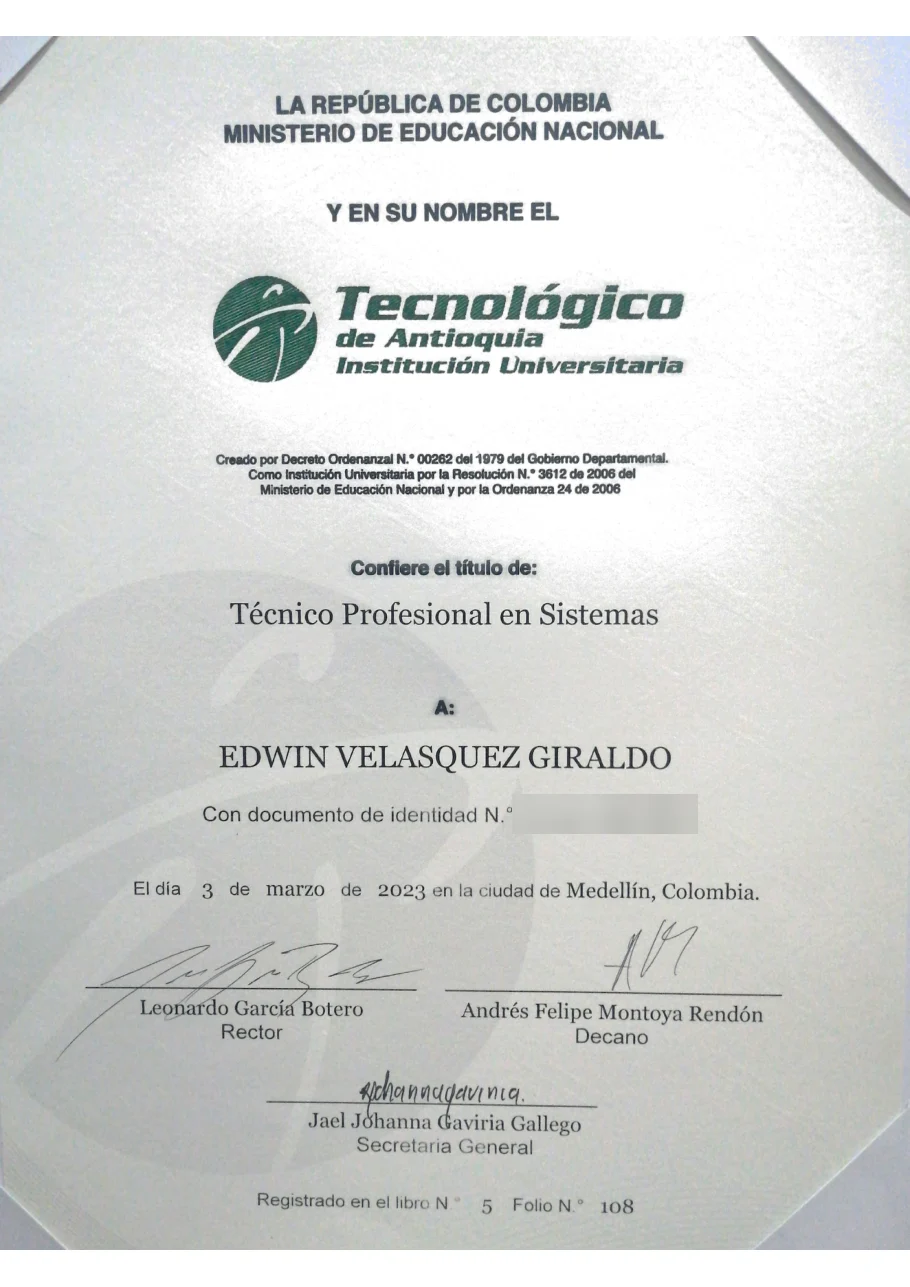 LA REPÚBLICA DE COLOMBIA
MINISTERIO DE EDUCACIÓN NACIONAL
Y EN SU NOMBRE EL
Tecnológico
de Antioquia
Institución Universitaria
Creado por Decreto Ordenanzal N.° 00262 del 1979 del Gobierno Departamental.
Como Institución Universitaria por la Resolución N.° 3612 de 2006 del
Ministerio de Educación Nacional y por la Ordenanza 24 de 2006
Confiere el título de:
Técnico Profesional en Sistemas
A:
EDWIN VELASQUEZ GIRALDO
Con documento de identidad N.°
El día 3 de marzo de 2023 en la ciudad de Medellín, Colombia.
Leonardo García Botero
Rector
Andrés Felipe Montoya Rendón
Decano
Jael Johanna Gaviria Gallego
Secretaria General
Registrado en el libro N° 5 Folio N.° 108